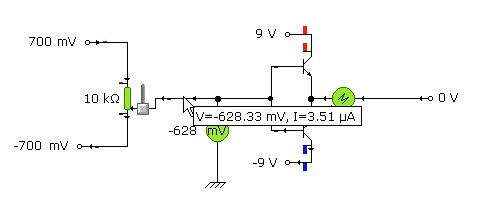 700 mV
9 V
10 kΩ
M
0 V
V=-628.33 mV, I=3.51 µA
-628 mV
-700 mV
-9 V